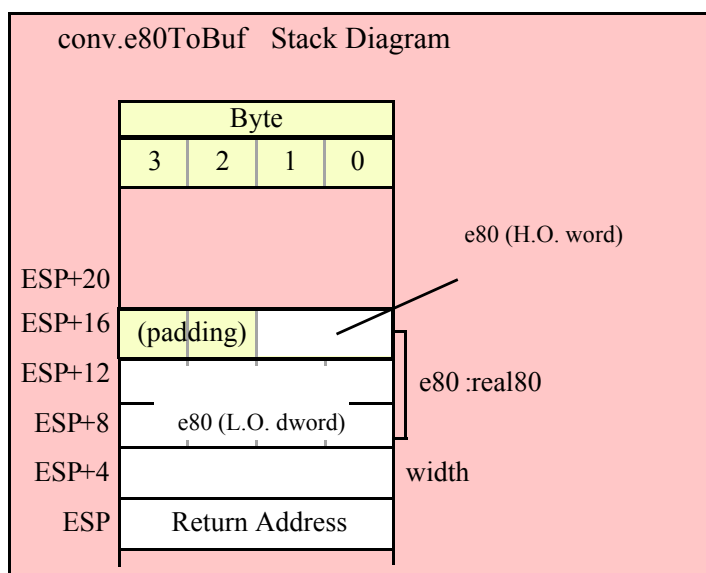 conv.e80ToBuf Stack Diagram
Byte
3 2 1 0
e80 (H.O. word)
ESP+20
ESP+16 (padding)
ESP+12
e80 :real80
ESP+8 e80 (L.O. dword)
ESP+4 width
ESP Return Address